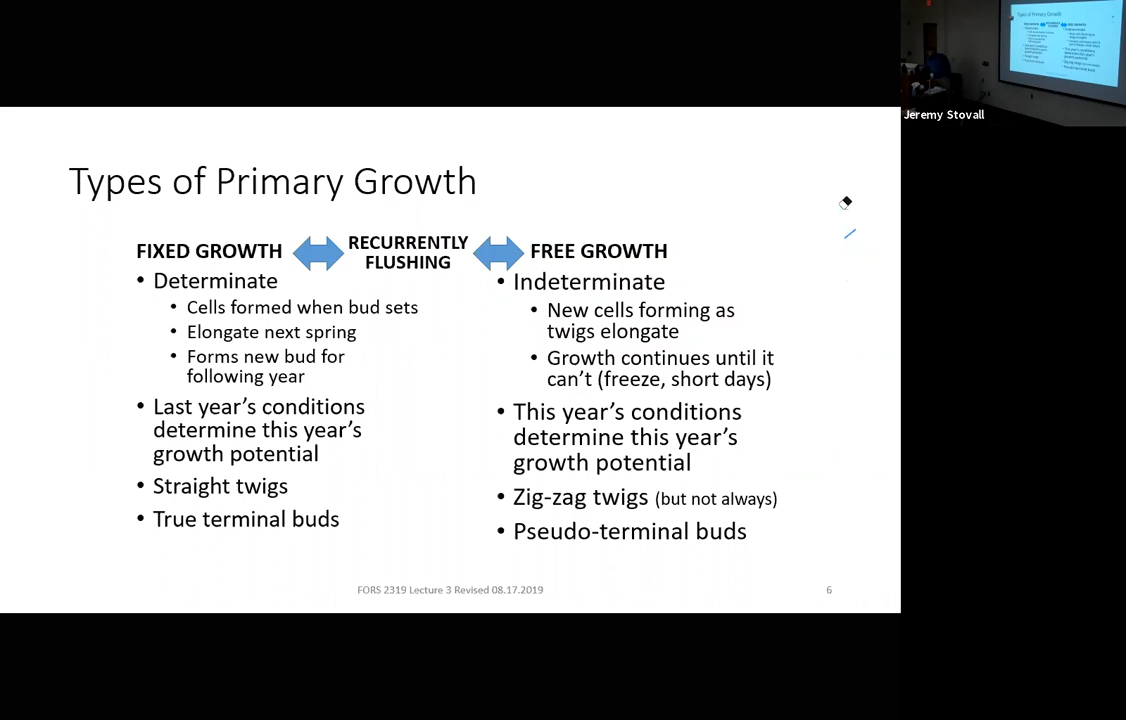 Types of Primary Growth
FIXED GROWTH
RECURRENTLY
FLUSHING
FREE GROWTH
• Determinate
• Cells formed when bud sets
• Elongate next spring
• Forms new bud for
following year
• Last year’s conditions
determine this year’s
growth potential
• Straight twigs
• True terminal buds
• Indeterminate
• New cells forming as
twigs elongate
• Growth continues until it
can’t (freeze, short days)
• This year’s conditions
determine this year’s
growth potential
• Zig-zag twigs (but not always)
• Pseudo-terminal buds
FORS 2319 Lecture 3 Revised 08.17.2019
6
Types of Primary Growth
Jeremy Stovall